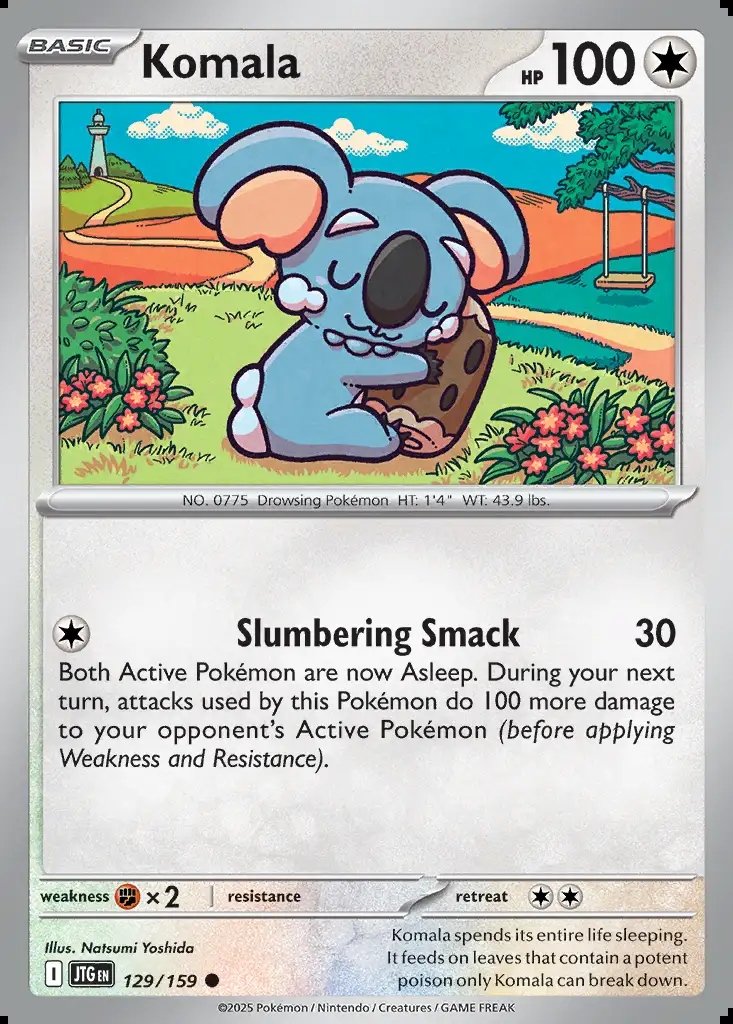 BASIC
Komala
HP 100
NO. 0775 Drowsing Pokémon HT: 1'4" WT: 43.9 lbs.
Slumbering Smack 30
Both Active Pokémon are now Asleep. During your next
turn, attacks used by this Pokémon do 100 more damage
to your opponent's Active Pokémon (before applying
Weakness and Resistance).
weakness ×2 resistance retreat
Illus. Natsumi Yoshida
Komala spends its entire life sleeping.
It feeds on leaves that contain a potent
poison only Komala can break down.
I JTG EN 129/159
©2025 Pokémon / Nintendo / Creatures / GAME FREAK